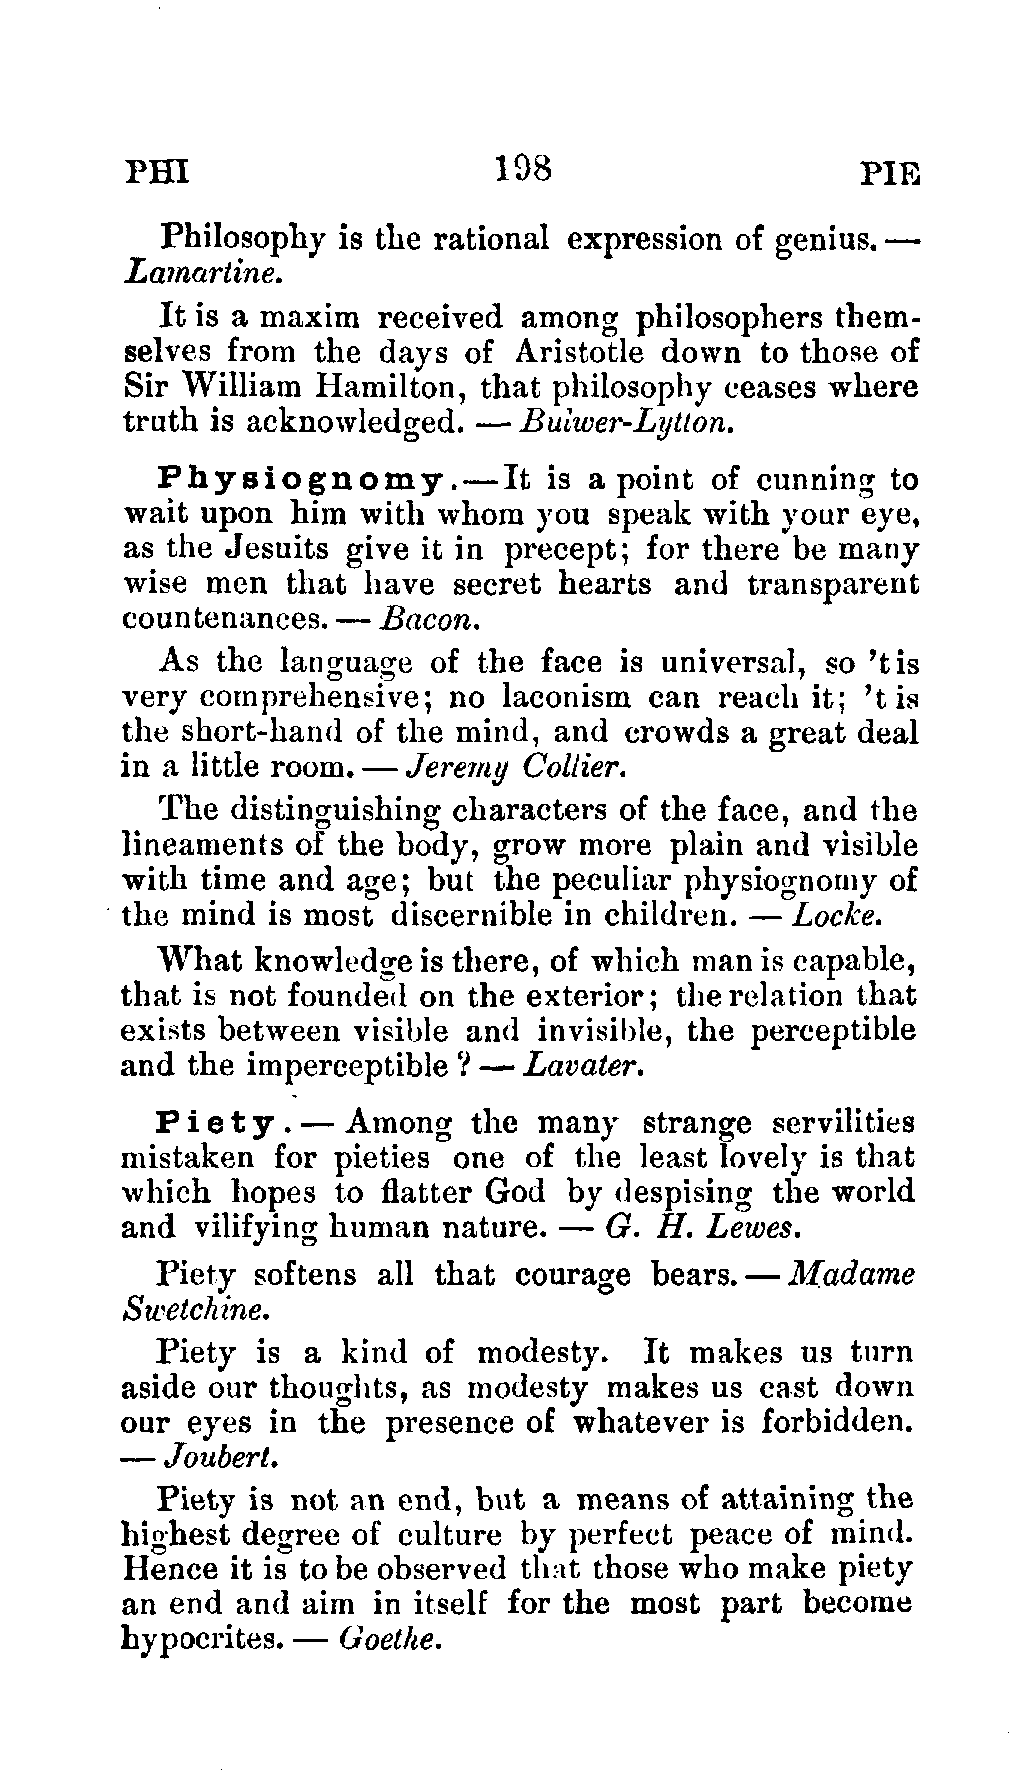 PHI 198 PIE
Philosophy is the rational expression of genius. —
Lamartine.
It is a maxim received among philosophers them-
selves from the days of Aristotle down to those of
Sir William Hamilton, that philosophy ceases where
truth is acknowledged. — Bulwer-Lytton.
Physiognomy.—It is a point of cunning to
wait upon him with whom you speak with your eye,
as the Jesuits give it in precept; for there be many
wise men that have secret hearts and transparent
countenances. — Bacon.
As the language of the face is universal, so 'tis
very comprehensive; no laconism can reach it; 't is
the short-hand of the mind, and crowds a great deal
in a little room. — Jeremy Collier.
The distinguishing characters of the face, and the
lineaments of the body, grow more plain and visible
with time and age; but the peculiar physiognomy of
the mind is most discernible in children. — Locke.
What knowledge is there, of which man is capable,
that is not founded on the exterior; the relation that
exists between visible and invisible, the perceptible
and the imperceptible ? — Lavater.
Piety.— Among the many strange servilities
mistaken for pieties one of the least lovely is that
which hopes to flatter God by despising the world
and vilifying human nature. — G. H. Lewes.
Piety softens all that courage bears. — Madame
Swetchine.
Piety is a kind of modesty. It makes us turn
aside our thoughts, as modesty makes us cast down
our eyes in the presence of whatever is forbidden.
— Joubert.
Piety is not an end, but a means of attaining the
highest degree of culture by perfect peace of mind.
Hence it is to be observed that those who make piety
an end and aim in itself for the most part become
hypocrites. — Goethe.